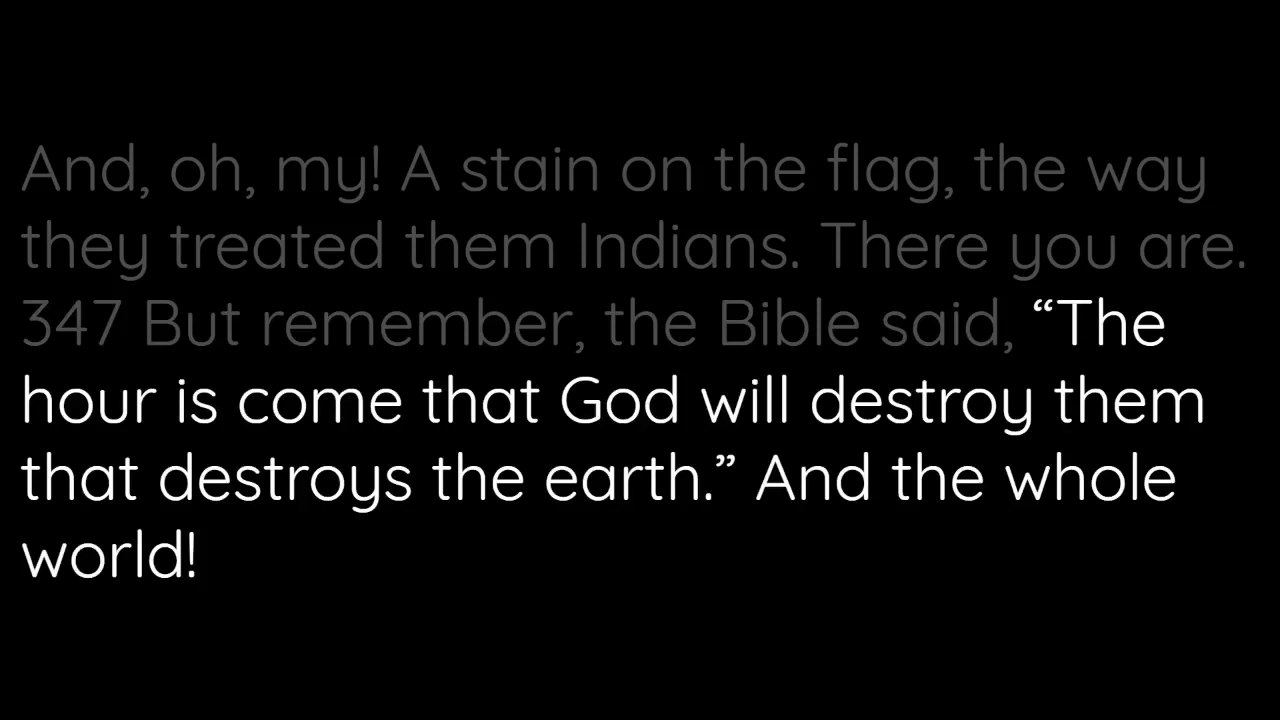 And, oh, my! A stain on the flag, the way
they treated them Indians. There you are.
347 But remember, the Bible said, “The
hour is come that God will destroy them
that destroys the earth.” And the whole
world!